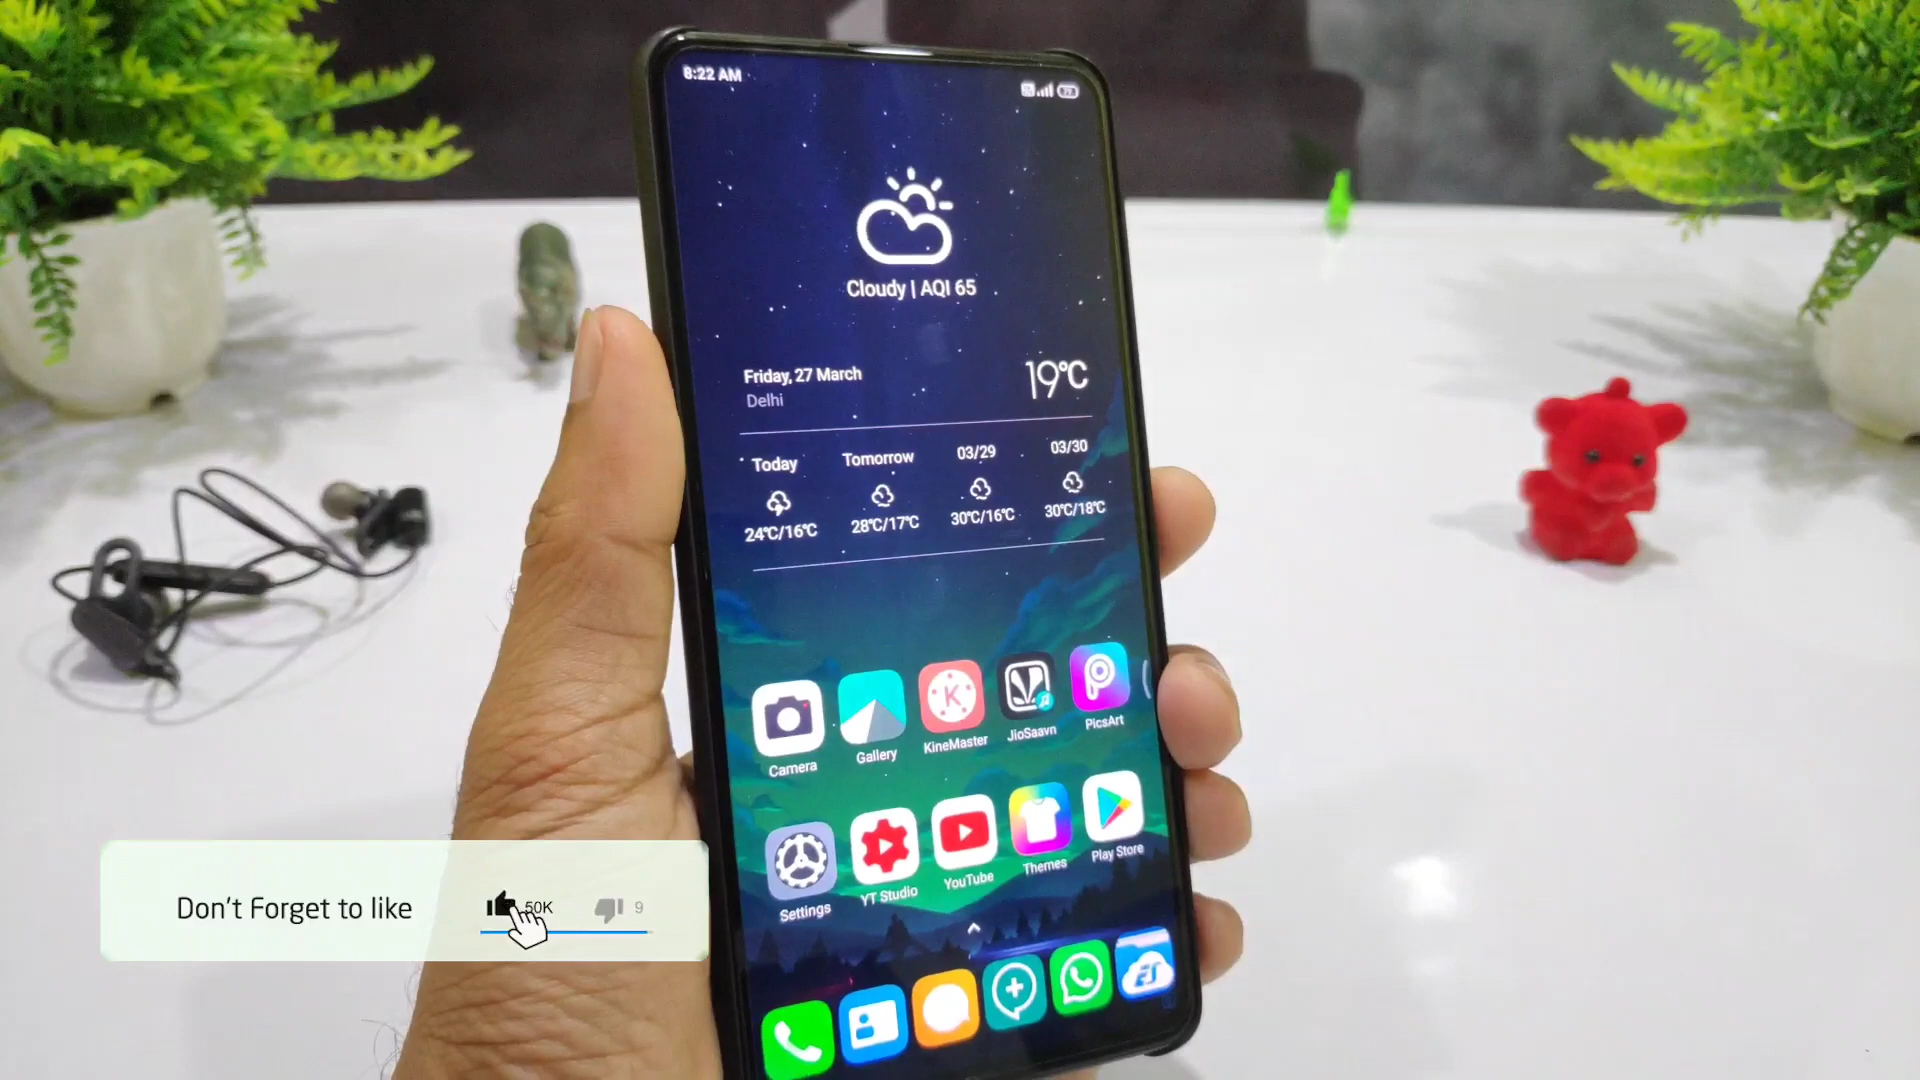 8:22 AM
Cloudy | AQI 65
Friday, 27 March
19°C
Delhi
Today
Tomorrow
03/29
03/30
24°C/16°C
28°C/17°C
30°C/16°C
30°C/18°C
K
Camera
Gallery
KineMaster
JioSaavn
PicsArt
Settings
YT Studio
YouTube
Themes
Play Store
Don't Forget to like
50K
9